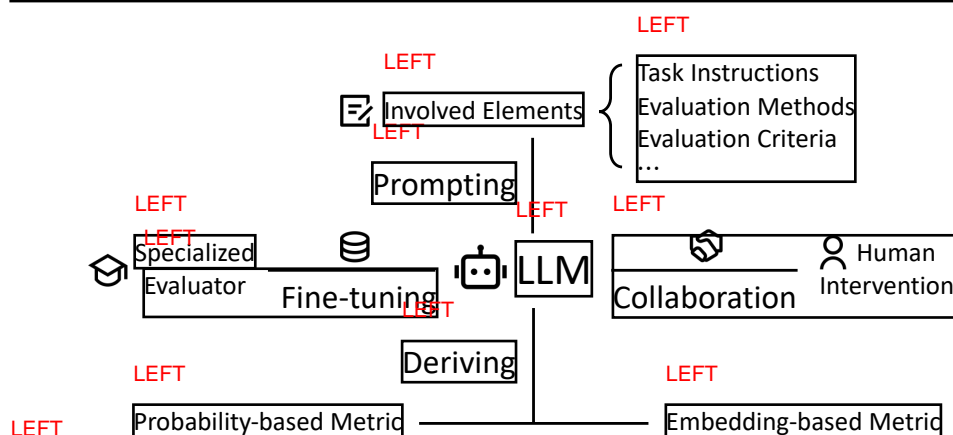 LEFT
LEFT
Task Instructions
Involved Elements
Evaluation Methods
LEFT
Evaluation Criteria
...
Prompting
LEFT
LEFT
LEFT
LEFT
Specialized
Evaluator
Fine-tuning
LLM
Collaboration
Human
Intervention
LEFT
Deriving
LEFT
LEFT
LEFT
Probability-based Metric
Embedding-based Metric